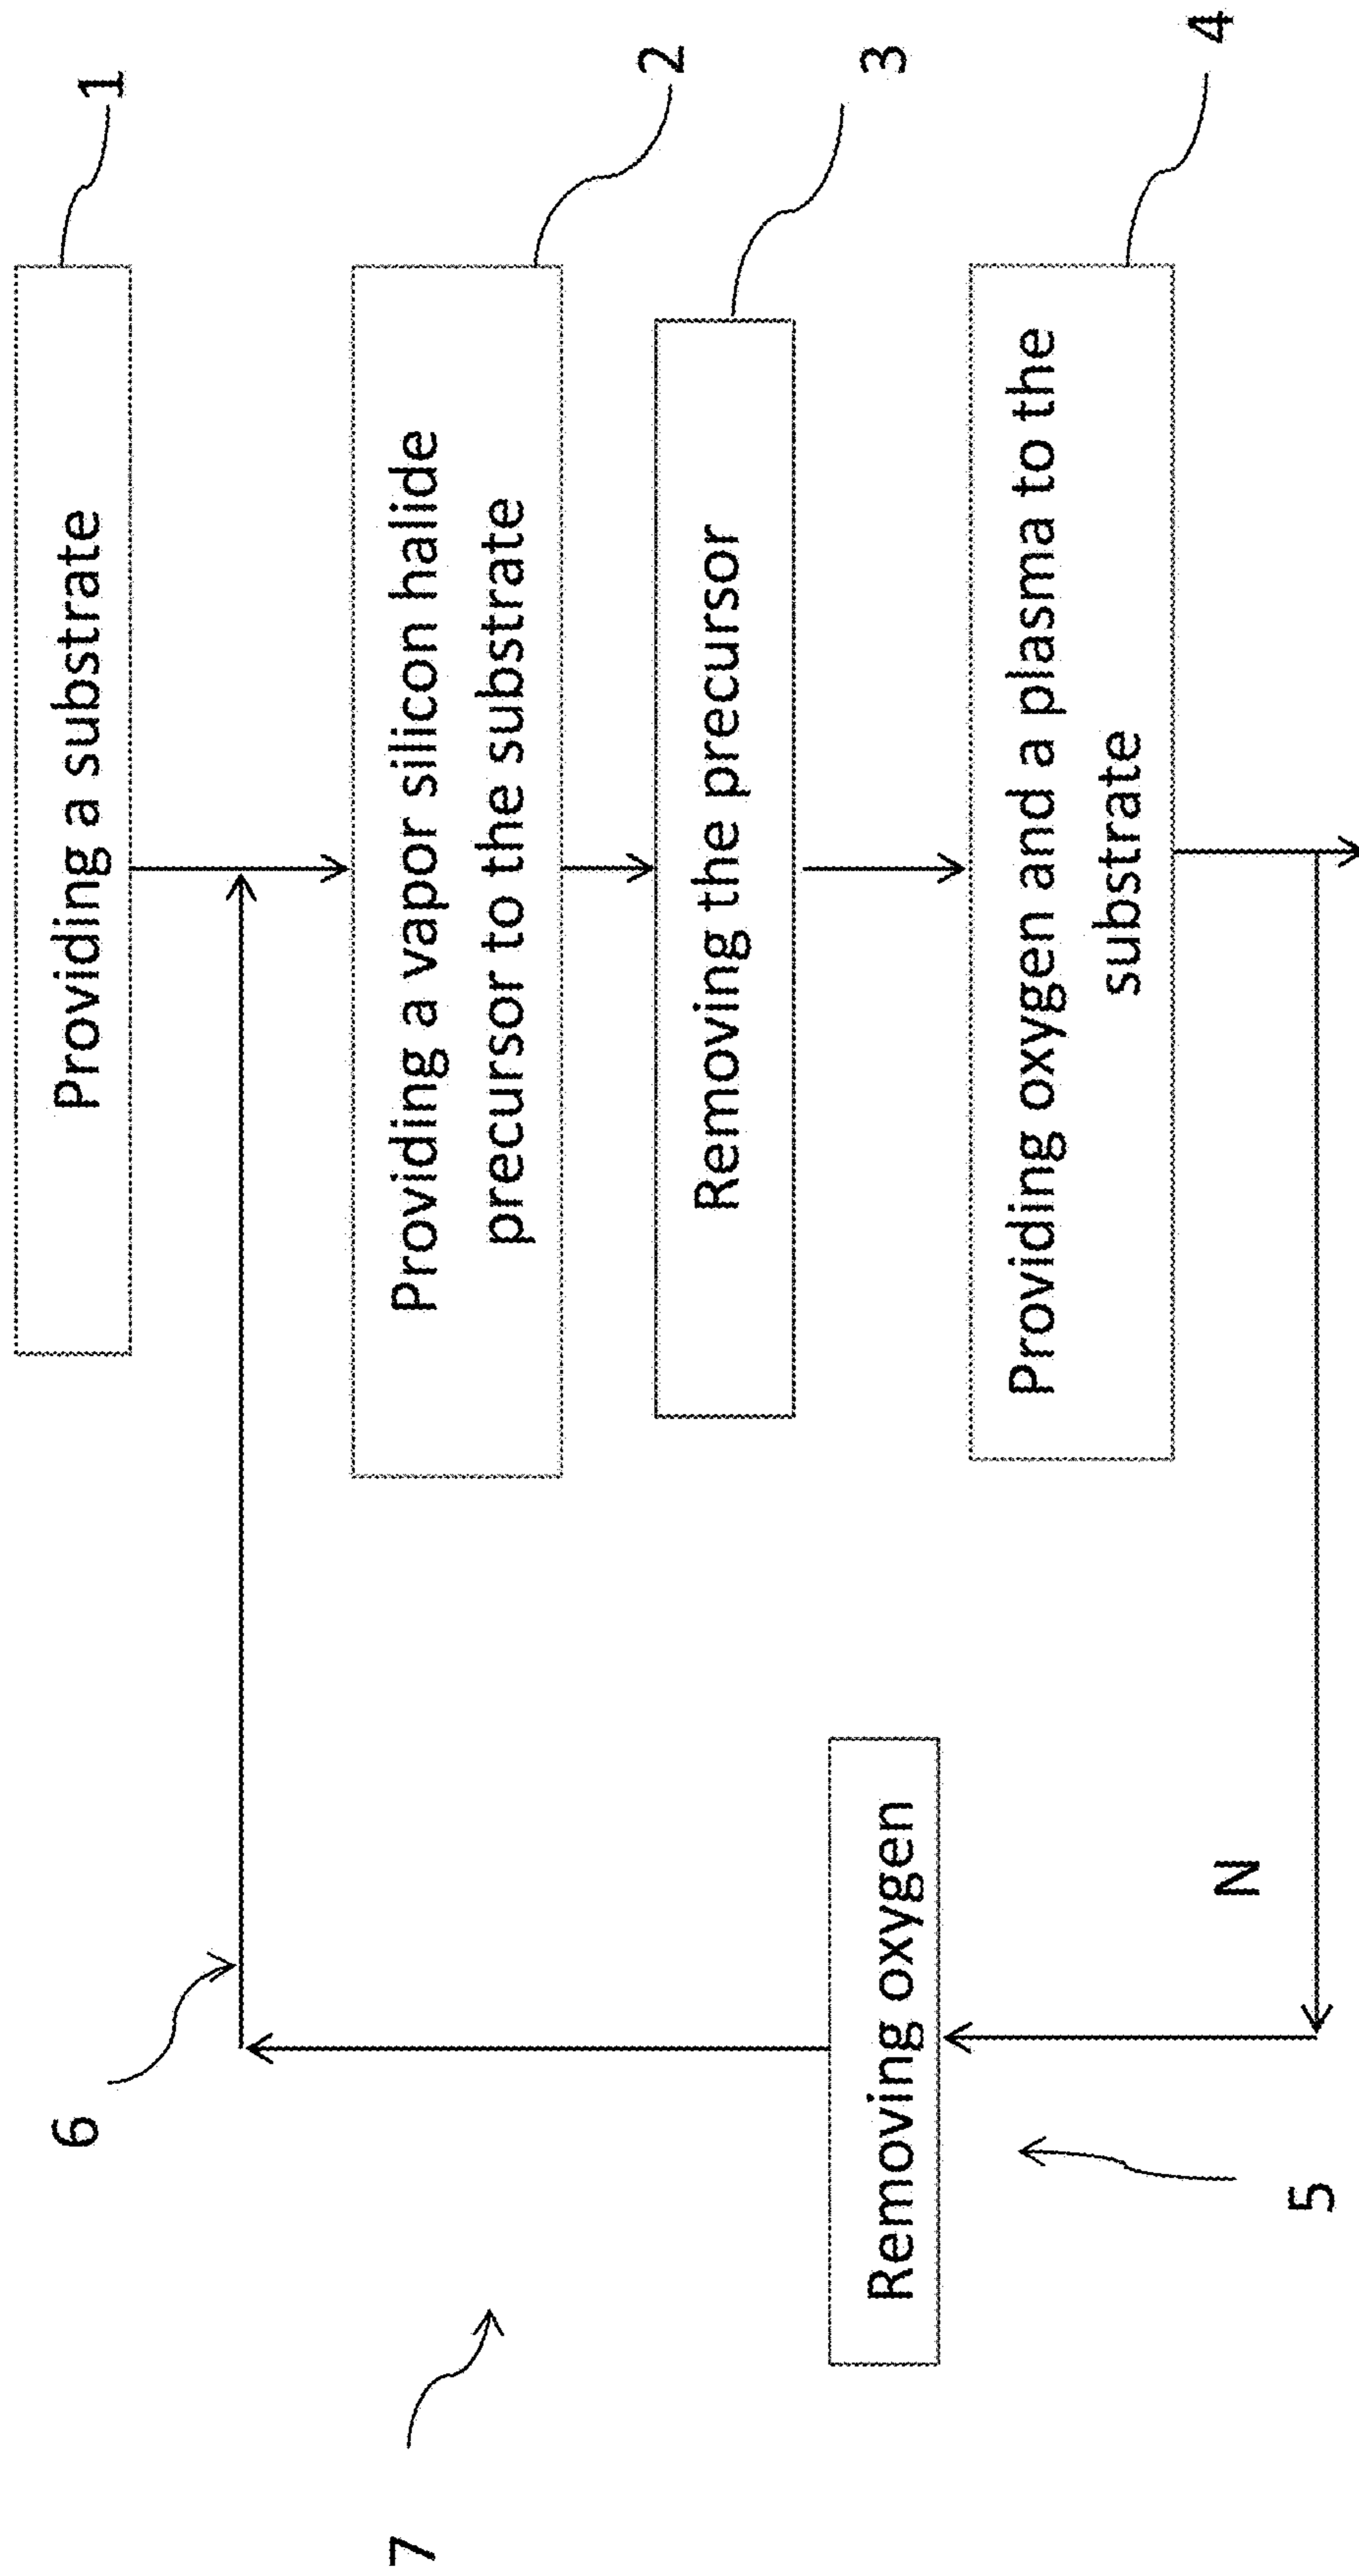 Providing a substrate
1
Providing a vapor silicon halide
precursor to the substrate
2
Removing the precursor
3
Providing oxygen and a plasma to the
substrate
4
N
Removing oxygen
5
6
7